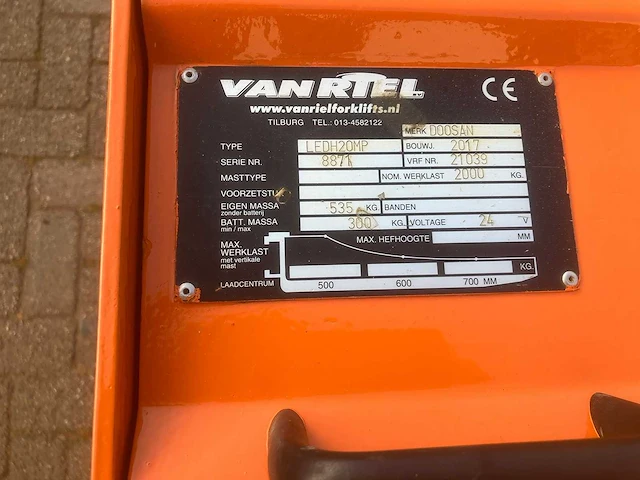 VAN RIEL BV CE
www.vanrielforklifts.nl
TILBURG TEL.: 013-4582122
MERK DOOSAN
TYPE LEDH20MP BOUWJ. 2017
SERIE NR. 8871 VRF NR. 21039
MASTTYPE NOM. WERKLAST 2000 KG.
VOORZETSTUK
EIGEN MASSA 535 KG. BANDEN
zonder batterij
BATT. MASSA 300 KG. VOLTAGE 24 V
min / max
MAX. HEFHOOGTE MM
MAX.
WERKLAST
met vertikale
mast KG.
LAADCENTRUM 500 600 700 MM